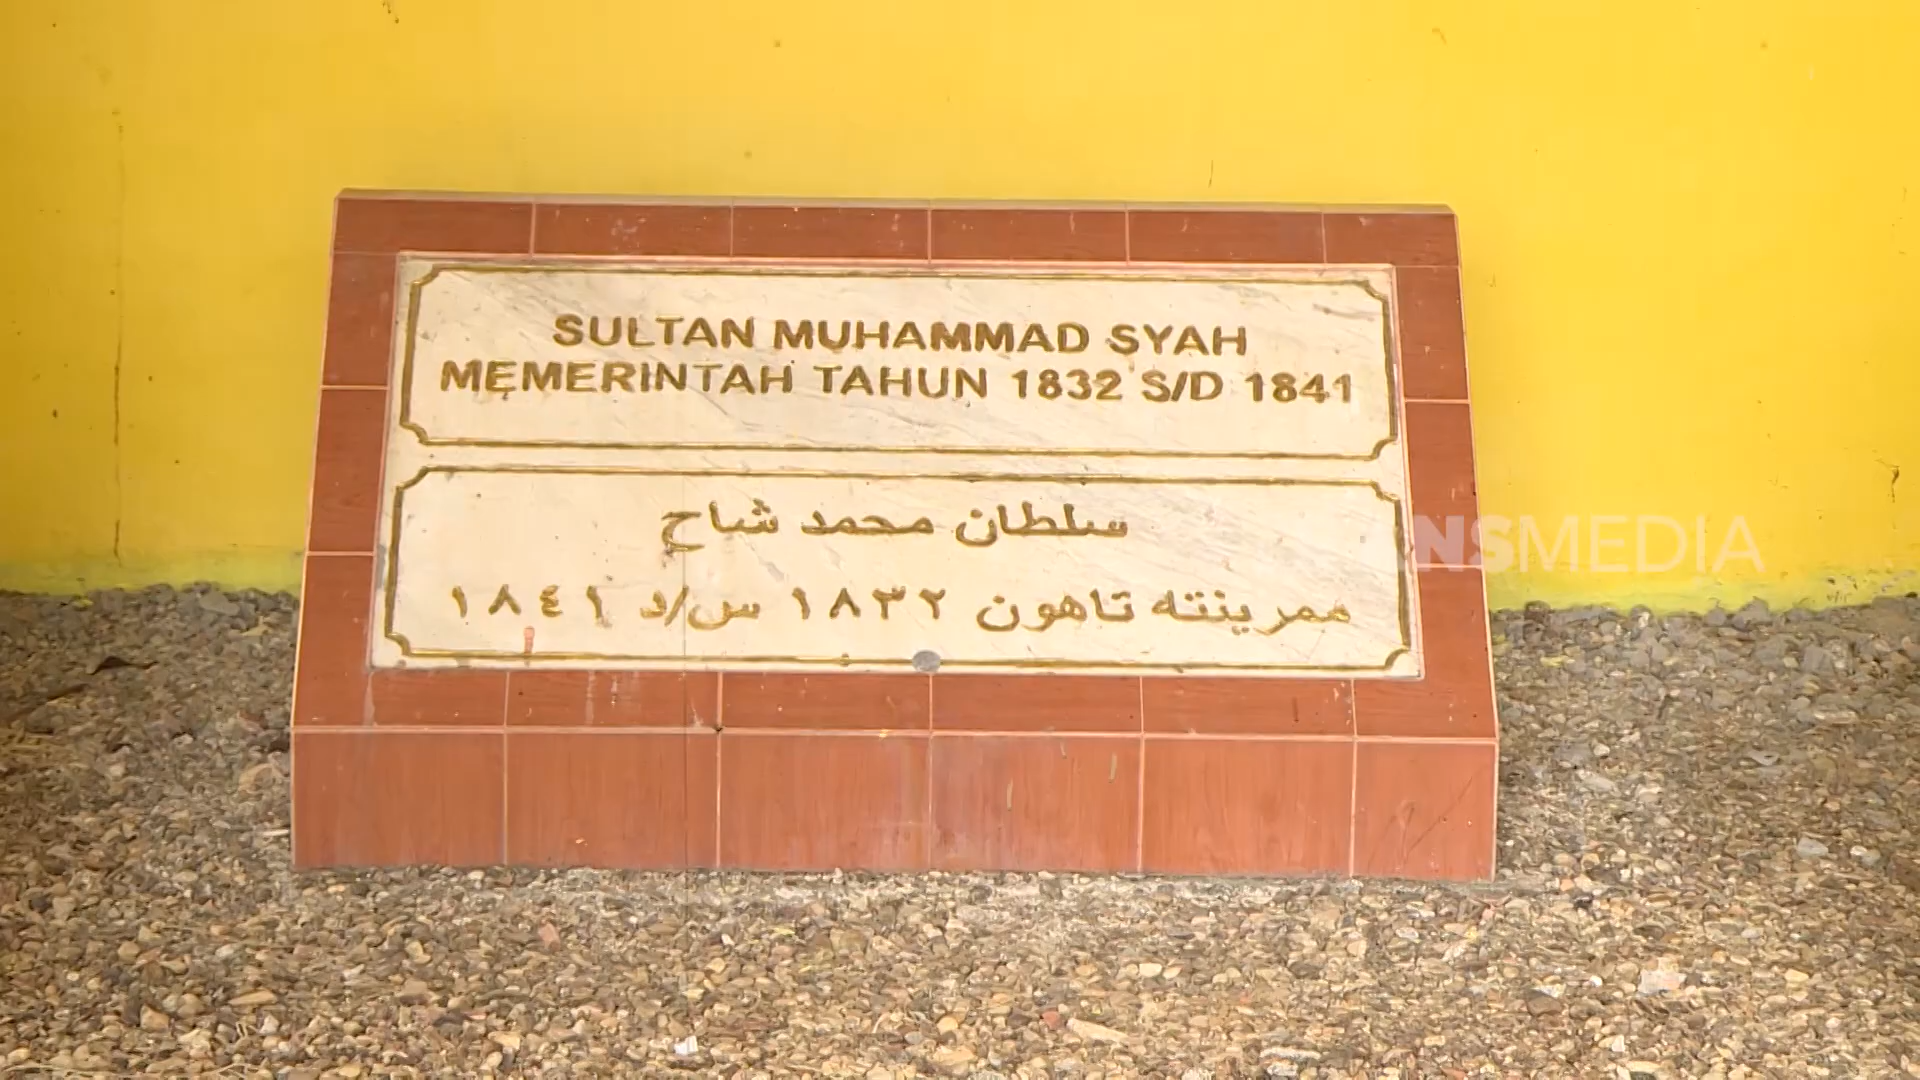 SULTAN MUHAMMAD SYAH
MEMERINTAH TAHUN 1832 S/D 1841
سلطان محمد شاح
ممرينته تاهون ١٨٣٢ س/د ١٨٤١
NSMEDIA